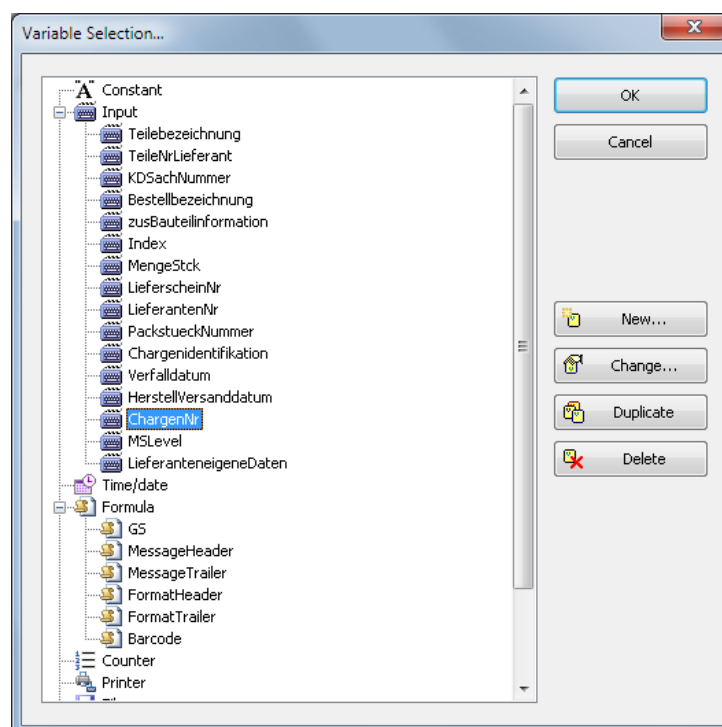 Variable Selection...
"A" Constant
Input
Teilebezeichnung
TeileNrLieferant
KDSachNummer
Bestellbezeichnung
zusBauteilinformation
Index
MengeStck
LieferscheinNr
LieferantenNr
PackstueckNummer
Chargenidentifikation
Verfalldatum
HerstellVersanddatum
ChargenNr
MSLevel
LieferanteneigeneDaten
Time/date
Formula
GS
MessageHeader
MessageTrailer
FormatHeader
FormatTrailer
Barcode
Counter
Printer
OK
Cancel
New...
Change...
Duplicate
Delete